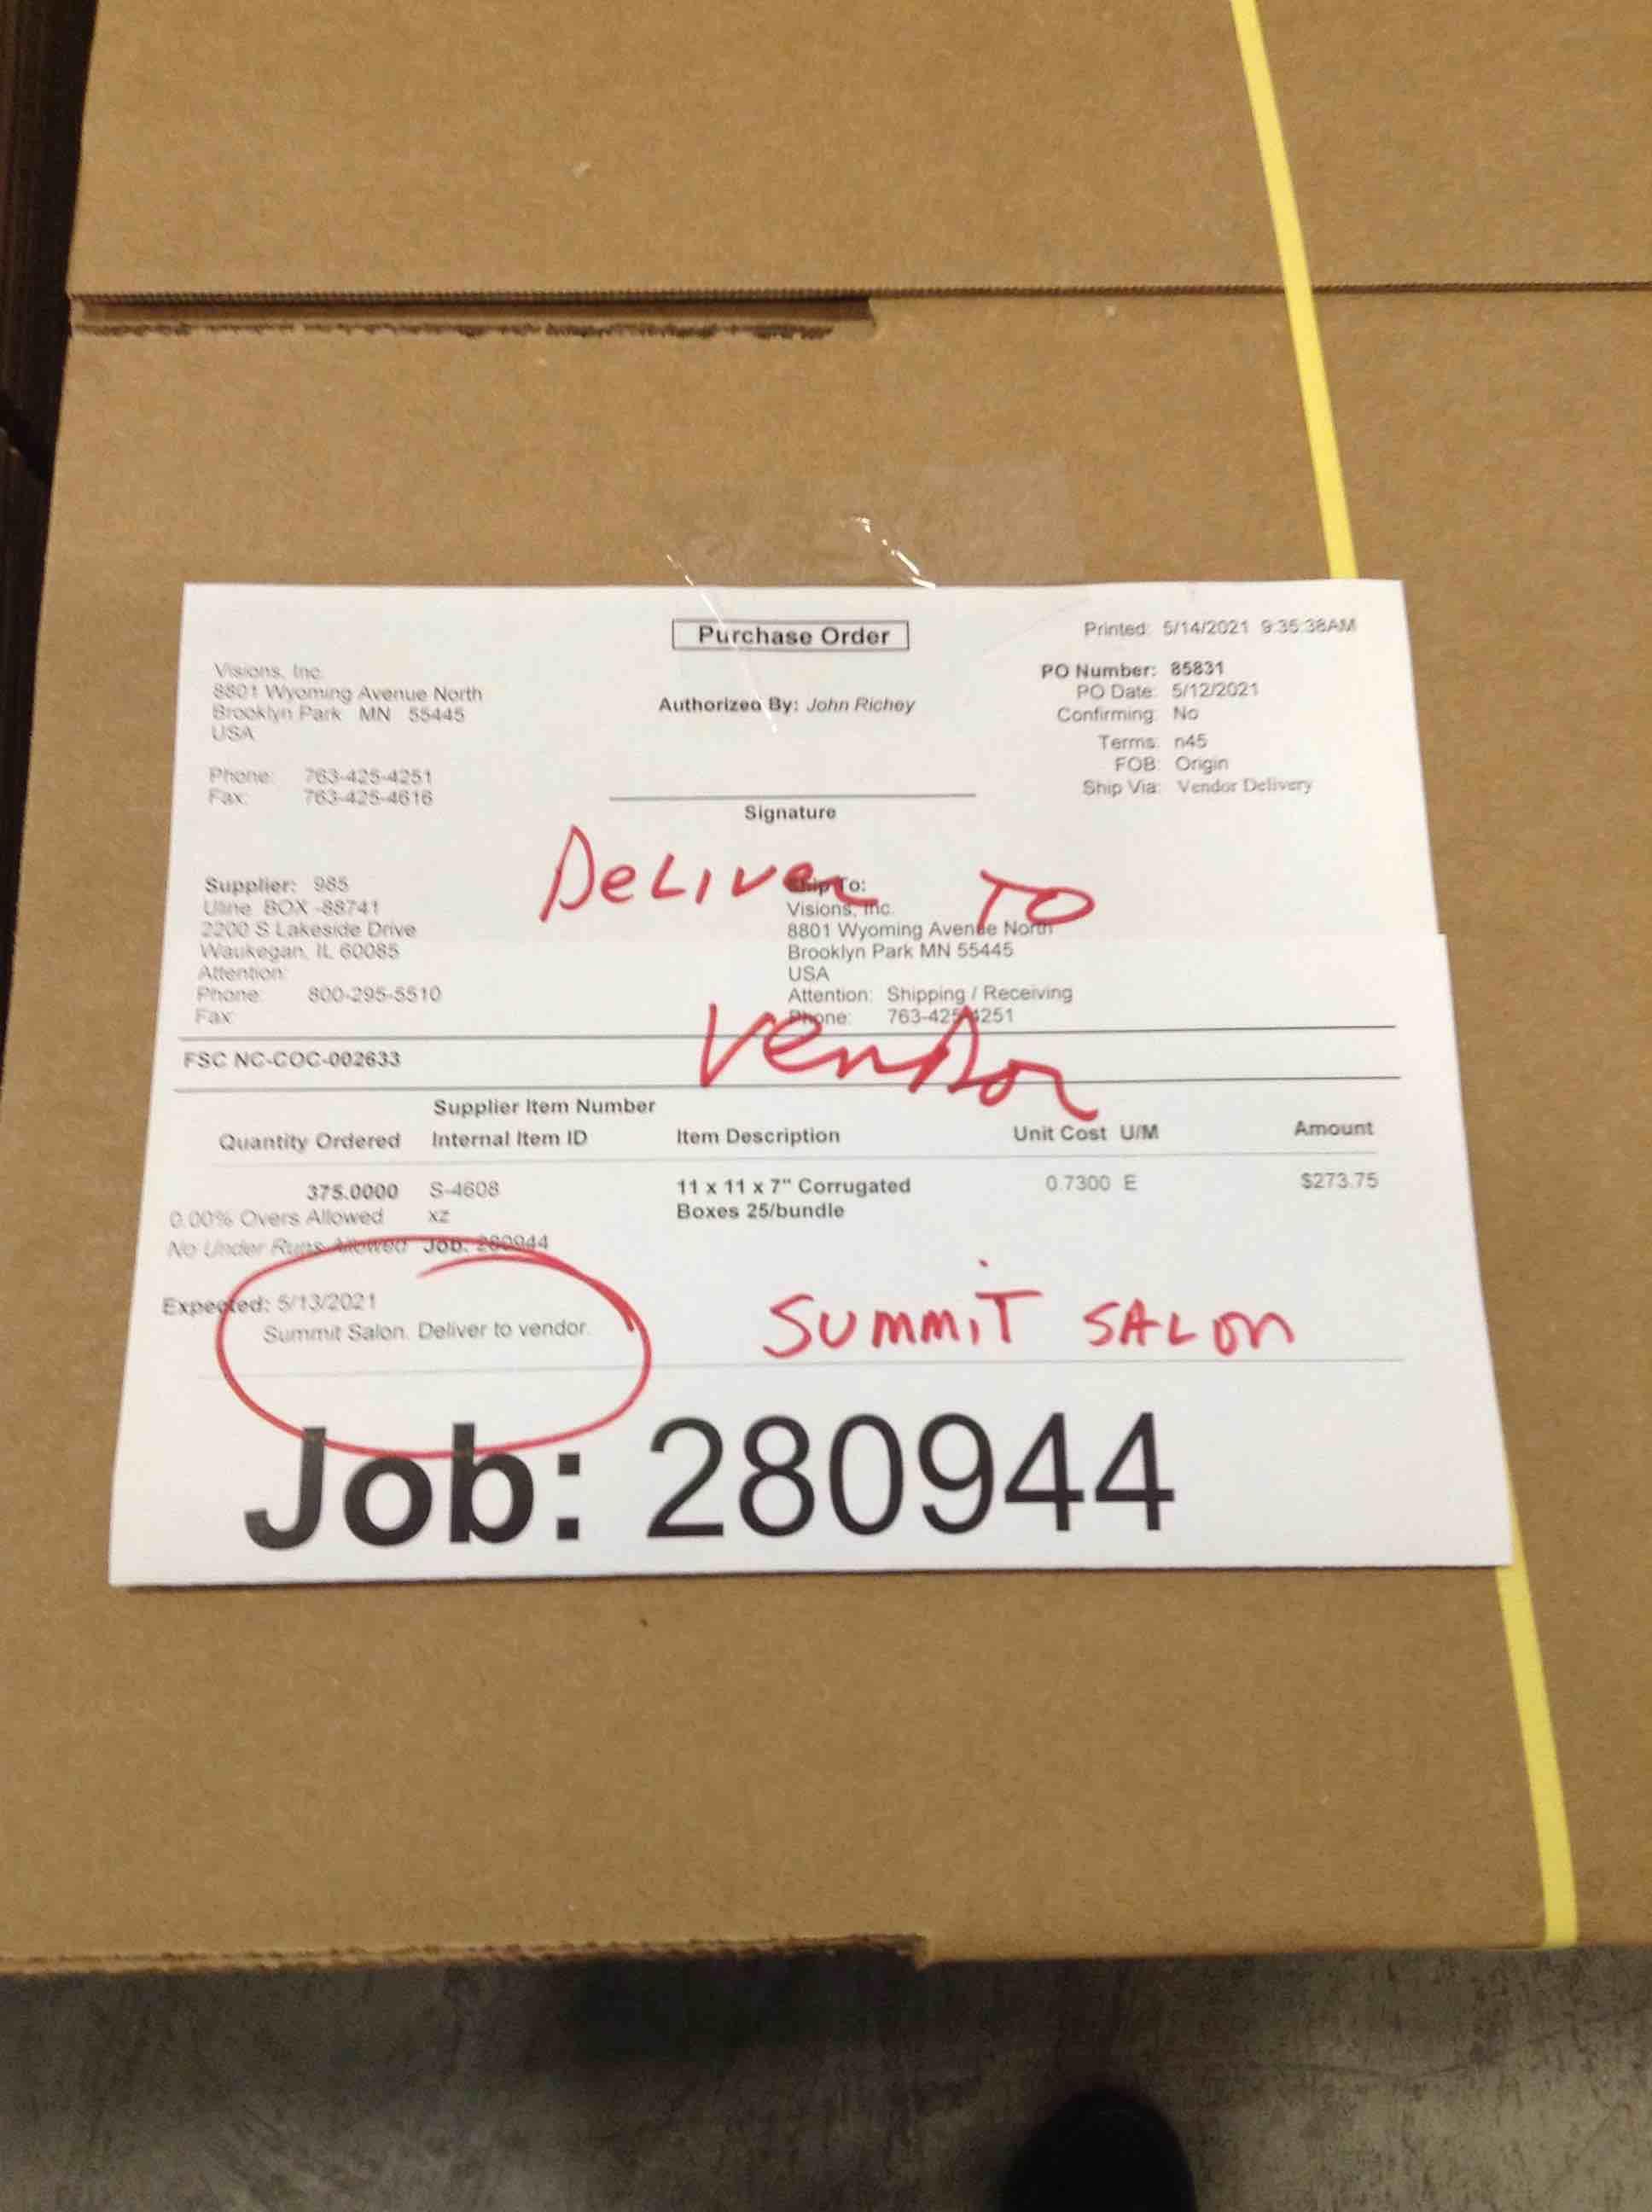 Purchase Order
Printed: 5/14/2021 9:35:38AM
Visions, Inc.
8801 Wyoming Avenue North
Brooklyn Park MN 55445
USA
Phone: 763-425-4251
Fax: 763-425-4616
Authorized By: John Richey
Signature
PO Number: 85831
PO Date: 5/12/2021
Confirming: No
Terms: n45
FOB: Origin
Ship Via: Vendor Delivery
Deliver To
Vendor
Supplier: 985
Uline BOX -88741
2200 S Lakeside Drive
Waukegan, IL 60085
Attention:
Phone: 800-295-5510
Fax:
Ship To:
Visions, Inc.
8801 Wyoming Avenue North
Brooklyn Park MN 55445
USA
Attention: Shipping / Receiving
Phone: 763-425-4251
FSC NC-COC-002633
Supplier Item Number
Quantity Ordered Internal Item ID Item Description Unit Cost U/M Amount
375.0000 S-4608 11 x 11 x 7" Corrugated 0.7300 E $273.75
0.00% Overs Allowed xz Boxes 25/bundle
No Under Runs Allowed Job: 280944
Expected: 5/13/2021
Summit Salon. Deliver to vendor.
SUMMIT SALON
Job: 280944